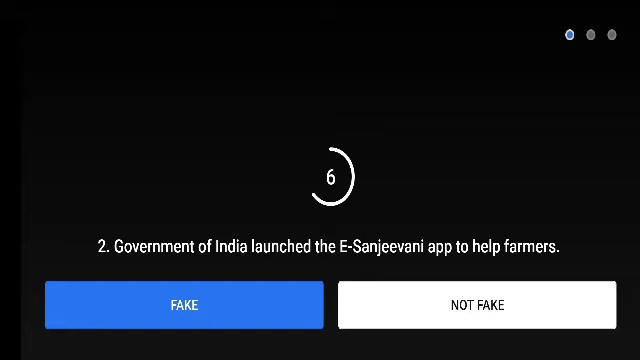 6
2. Government of India launched the E-Sanjeevani app to help farmers.
FAKE
NOT FAKE